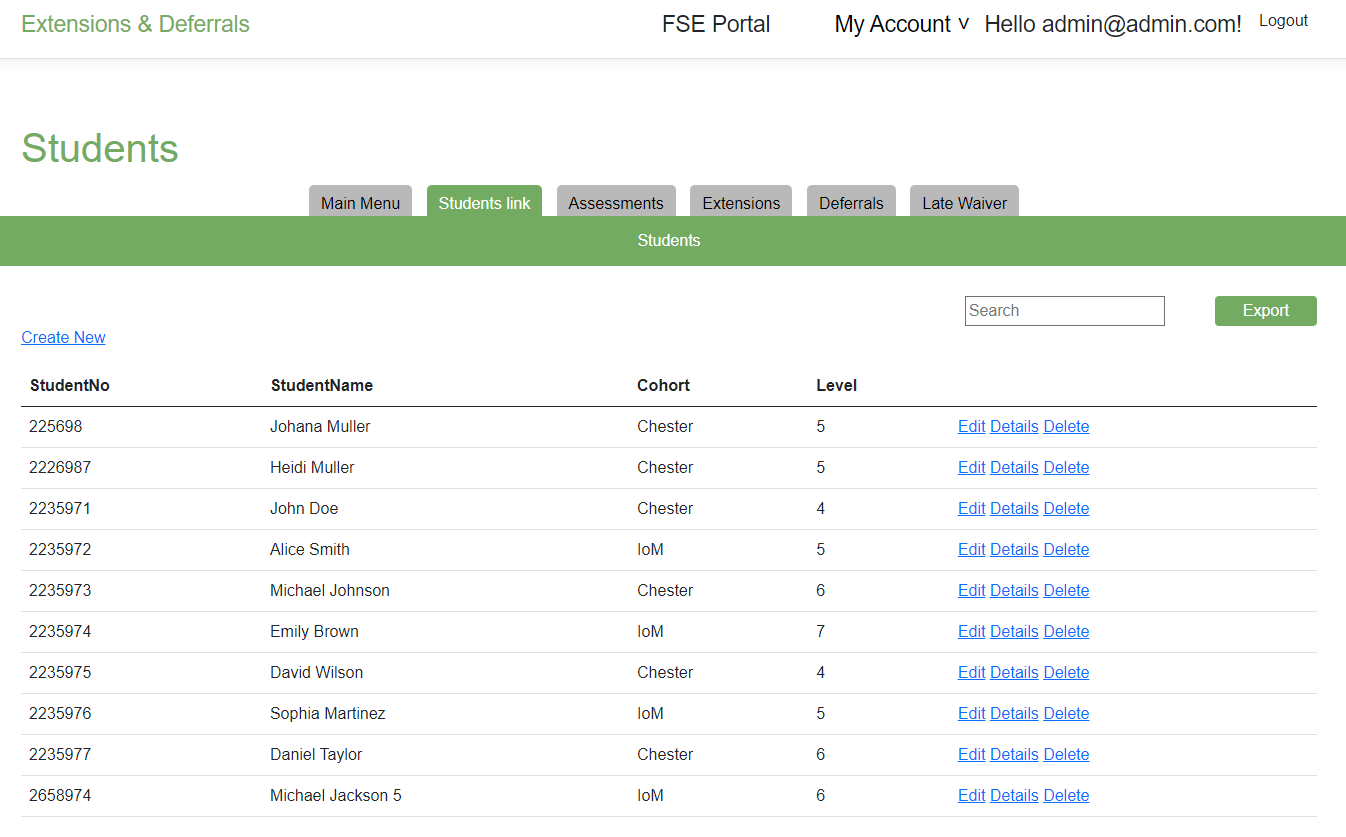 Extensions & Deferrals FSE Portal My Account v Hello admin@admin.com! Logout
Students
Main Menu Students link Assessments Extensions Deferrals Late Waiver
Students
Search Export
Create New
StudentNo StudentName Cohort Level
225698 Johana Muller Chester 5 Edit Details Delete
2226987 Heidi Muller Chester 5 Edit Details Delete
2235971 John Doe Chester 4 Edit Details Delete
2235972 Alice Smith IoM 5 Edit Details Delete
2235973 Michael Johnson Chester 6 Edit Details Delete
2235974 Emily Brown IoM 7 Edit Details Delete
2235975 David Wilson Chester 4 Edit Details Delete
2235976 Sophia Martinez IoM 5 Edit Details Delete
2235977 Daniel Taylor Chester 6 Edit Details Delete
2658974 Michael Jackson 5 IoM 6 Edit Details Delete